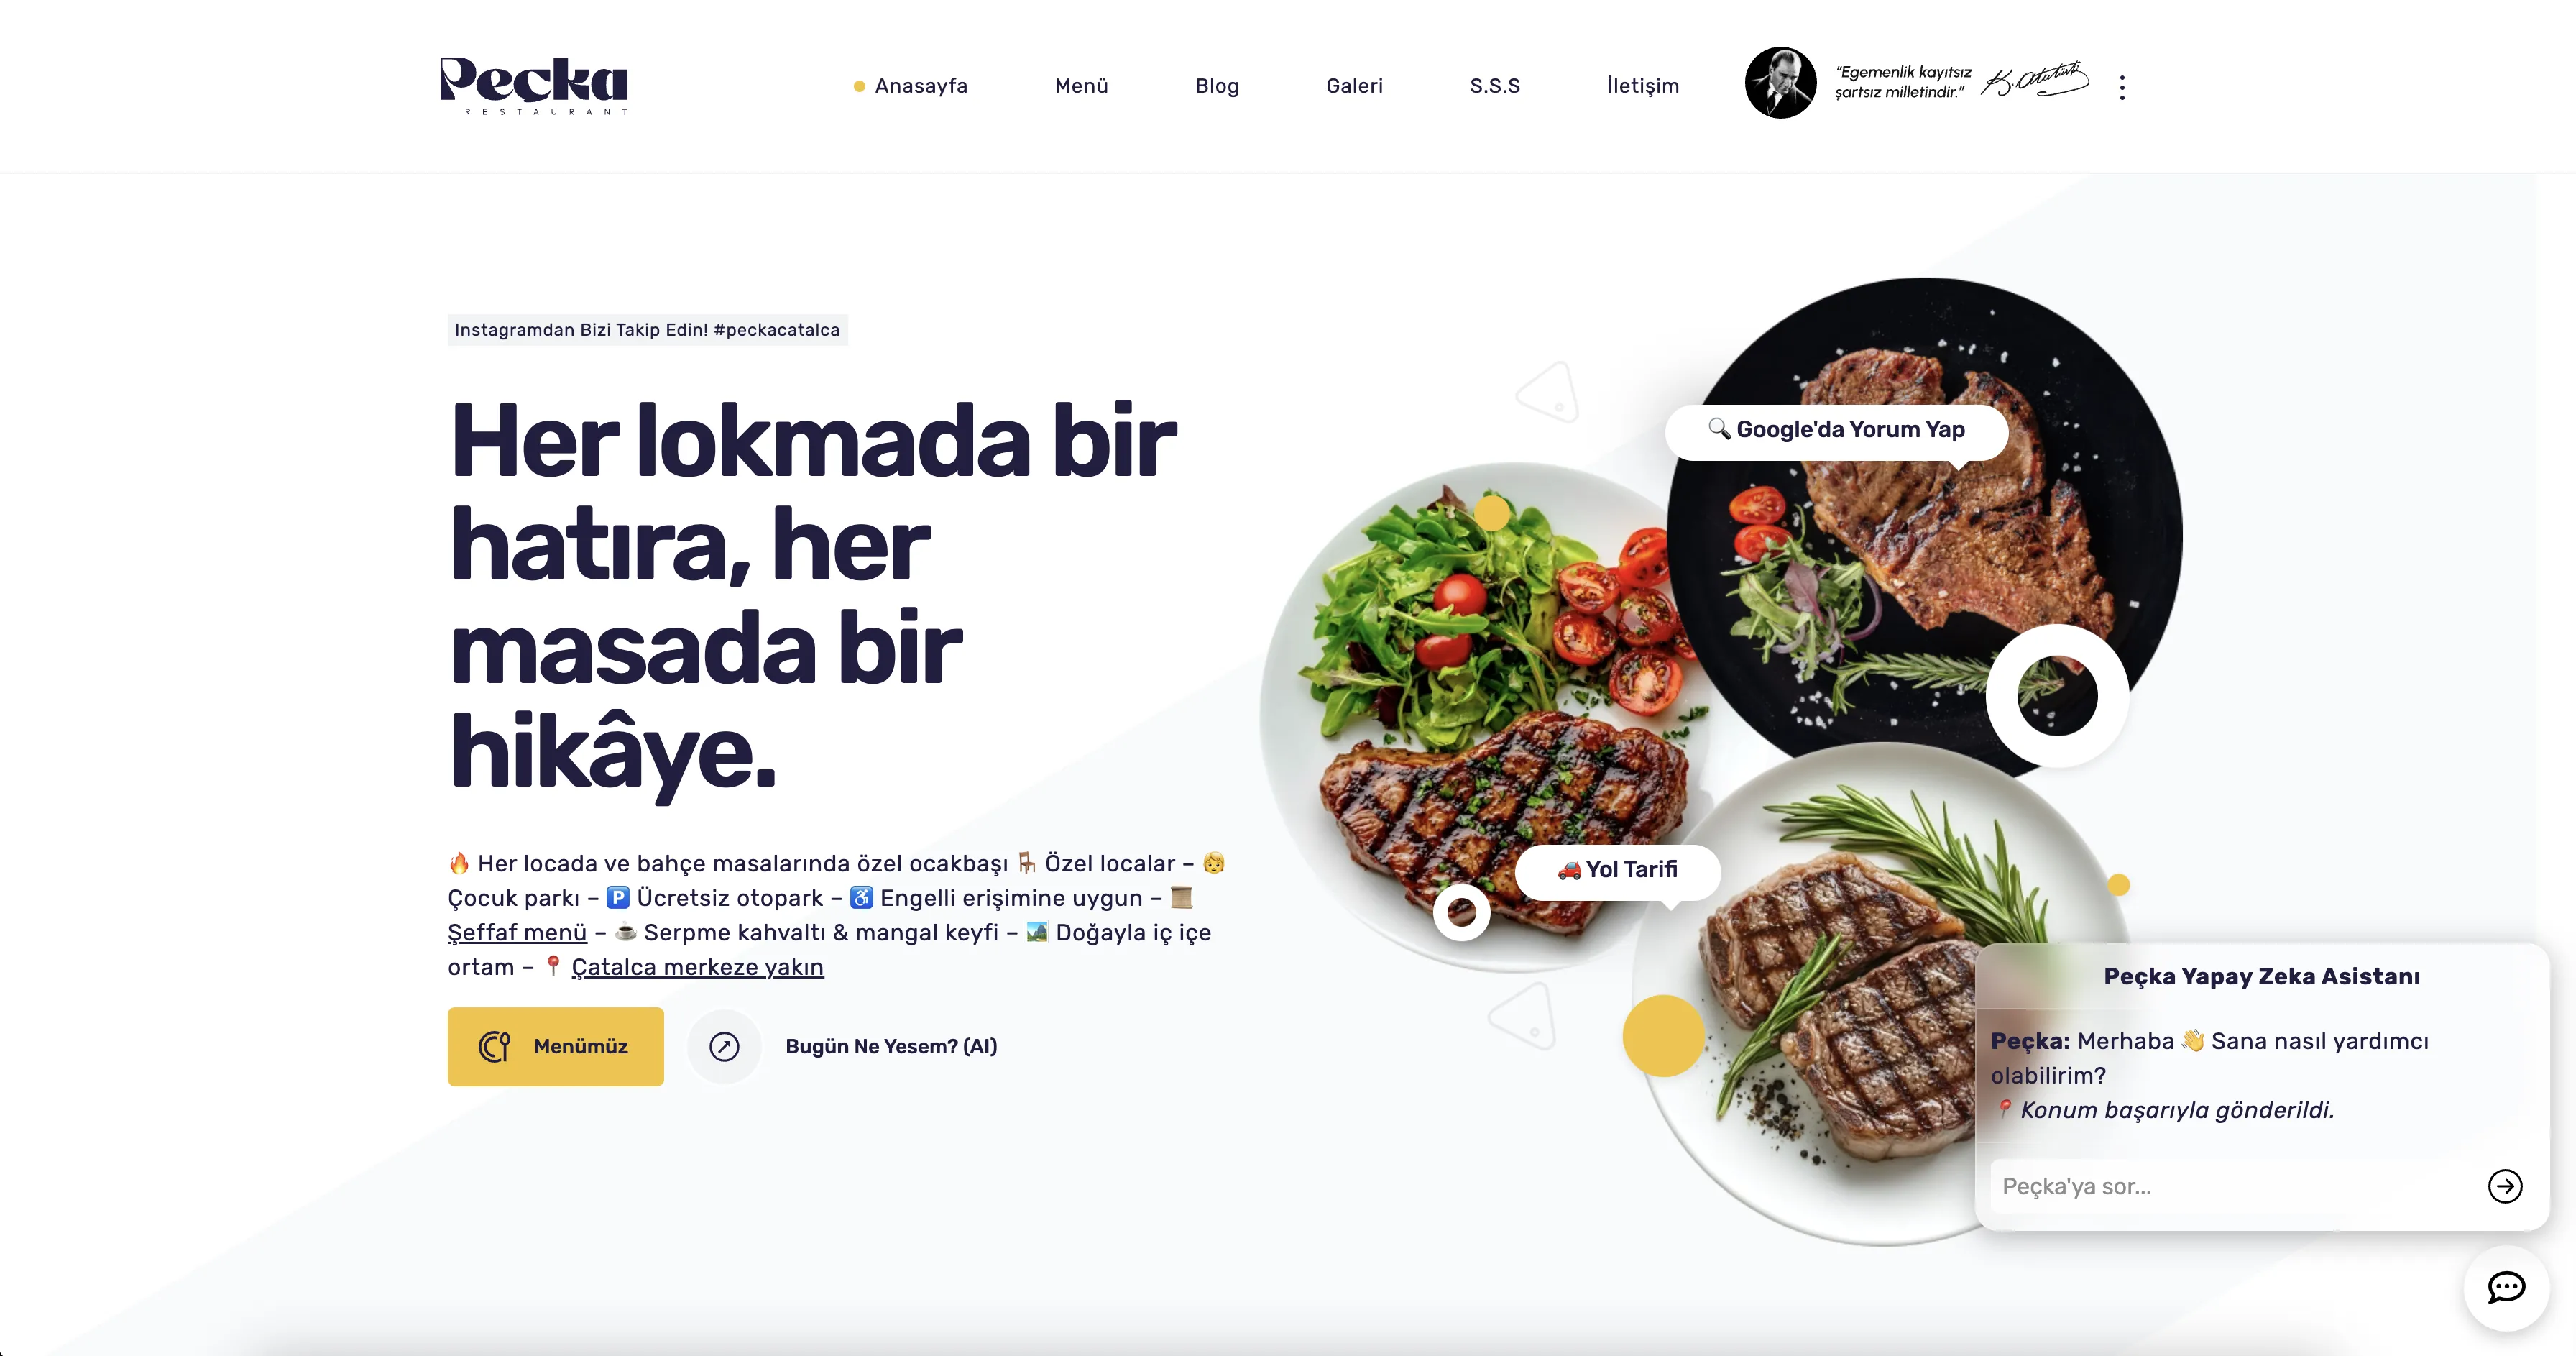 Peçka
RESTAURANT
Anasayfa
Menü
Blog
Galeri
S.S.S
İletişim
"Egemenlik kayıtsız
şartsız milletindir."
K. Atatürk
Instagramdan Bizi Takip Edin! #peckacatalca
Her lokmada bir
hatıra, her
masada bir
hikâye.
🔥 Her locada ve bahçe masalarında özel ocakbaşı 🪑 Özel localar – 🧒
Çocuk parkı – 🅿️ Ücretsiz otopark – ♿ Engelli erişimine uygun – 📜
Şeffaf menü – ☕ Serpme kahvaltı & mangal keyfi – 🏞️ Doğayla iç içe
ortam – 📍 Çatalca merkeze yakın
Menümüz
Bugün Ne Yesem? (AI)
🔍 Google'da Yorum Yap
🚗 Yol Tarifi
Peçka Yapay Zeka Asistanı
Peçka: Merhaba 👋 Sana nasıl yardımcı
olabilirim?
📍 Konum başarıyla gönderildi.
Peçka'ya sor...